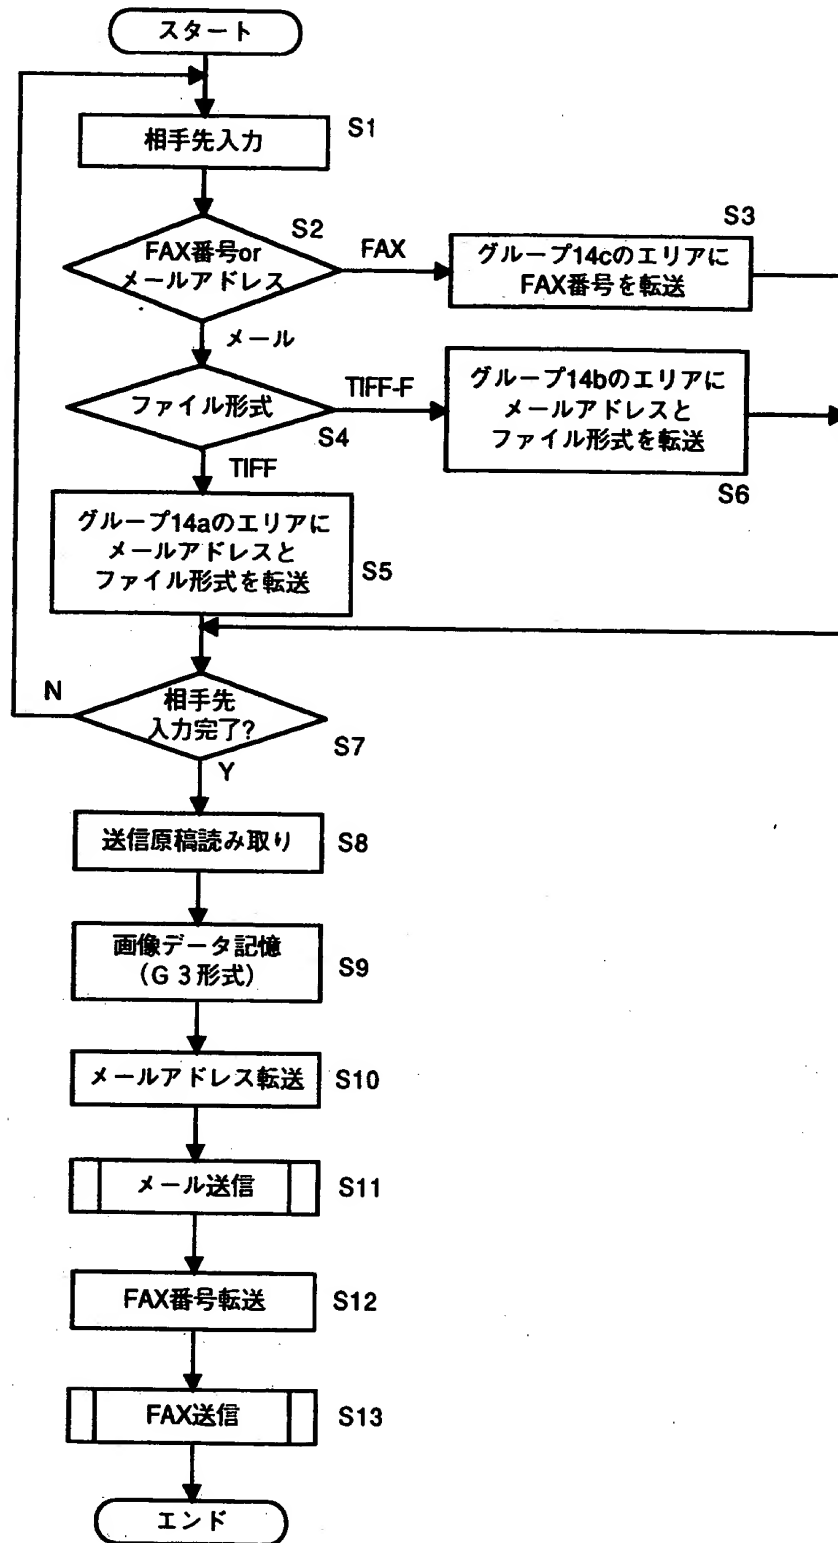 スタート
相手先入力
S1
FAX番号or
メールアドレス
S2
FAX
グループ14cのエリアに
FAX番号を転送
S3
メール
ファイル形式
S4
TIFF-F
グループ14bのエリアに
メールアドレスと
ファイル形式を転送
S6
TIFF
グループ14aのエリアに
メールアドレスと
ファイル形式を転送
S5
N
相手先
入力完了?
S7
Y
送信原稿読み取り
S8
画像データ記憶
(G3形式)
S9
メールアドレス転送
S10
メール送信
S11
FAX番号転送
S12
FAX送信
S13
エンド